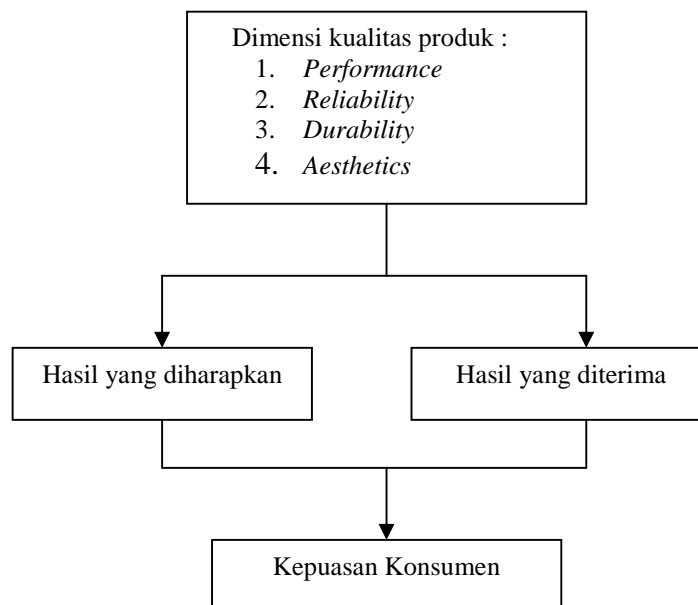 Dimensi kualitas produk :
1. Performance
2. Reliability
3. Durability
4. Aesthetics
Hasil yang diharapkan
Hasil yang diterima
Kepuasan Konsumen